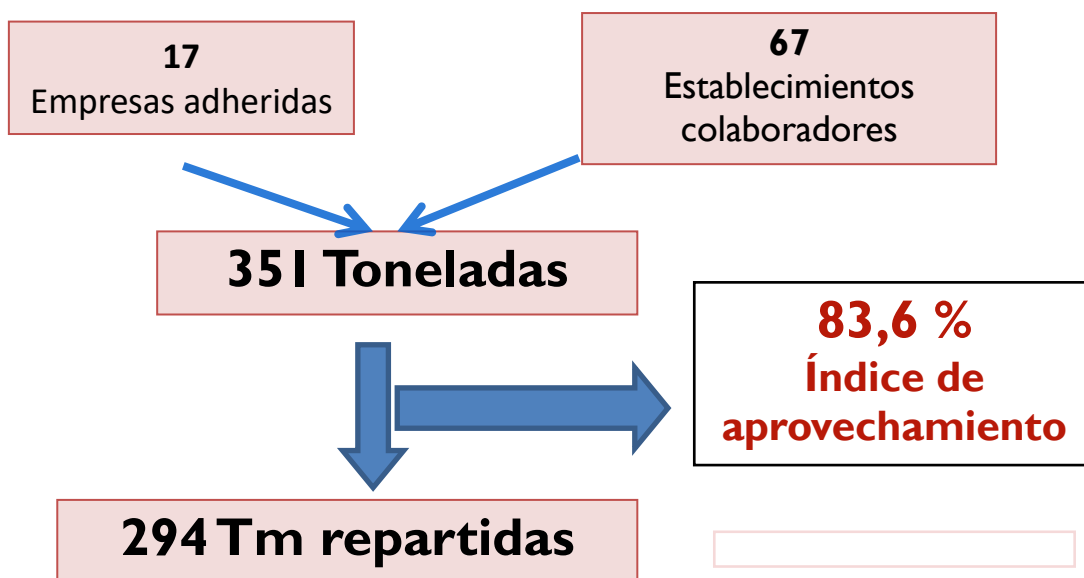 17
Empresas adheridas
67
Establecimientos
colaboradores
351 Toneladas
83,6 %
Índice de
aprovechamiento
294 Tm repartidas